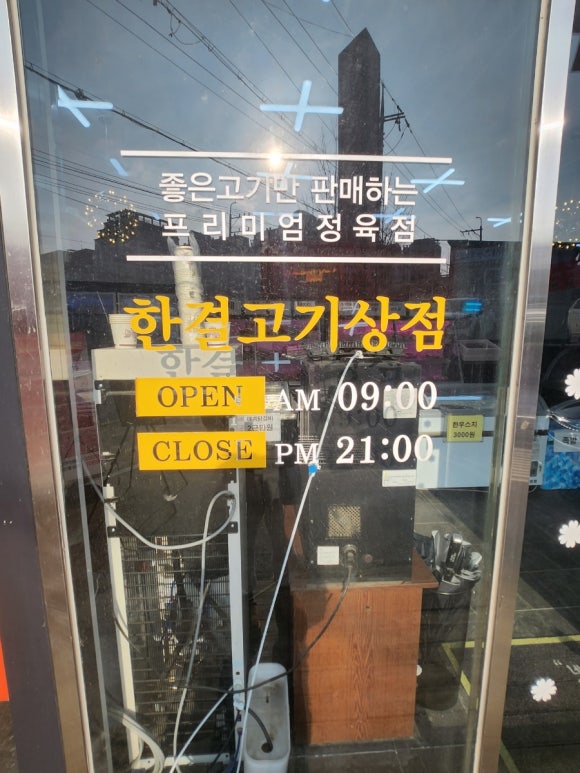 좋은고기만 판매하는
프리미엄정육점
한결고기상점
OPEN AM 09:00
CLOSE PM 21:00
한우스지
3000원